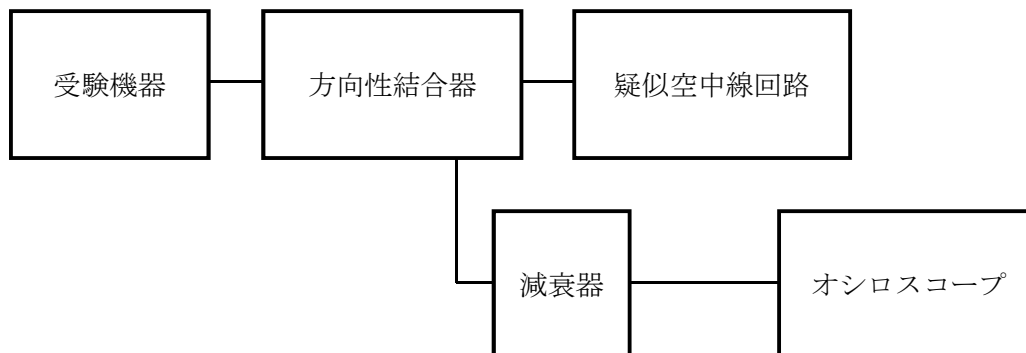 受験機器
方向性結合器
疑似空中線回路
減衰器
オシロスコープ